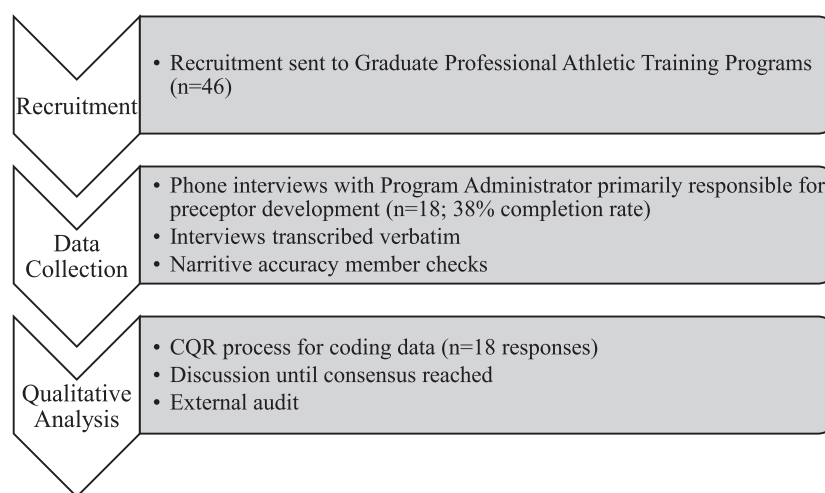 Recruitment
• Recruitment sent to Graduate Professional Athletic Training Programs
(n=46)
Data
Collection
• Phone interviews with Program Administrator primarily responsible for
preceptor development (n=18; 38% completion rate)
• Interviews transcribed verbatim
• Narritive accuracy member checks
Qualitative
Analysis
• CQR process for coding data (n=18 responses)
• Discussion until consensus reached
• External audit